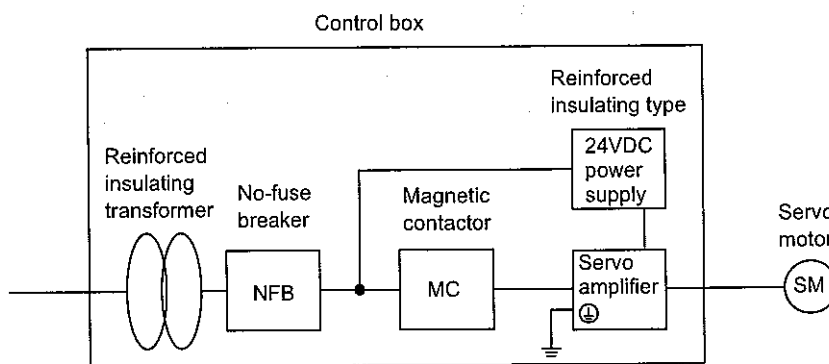 Control box
Reinforced
insulating type
24VDC
power
supply
Reinforced
insulating
transformer
No-fuse
breaker
Magnetic
contactor
NFB
MC
Servo
amplifier
Servo
motor
SM